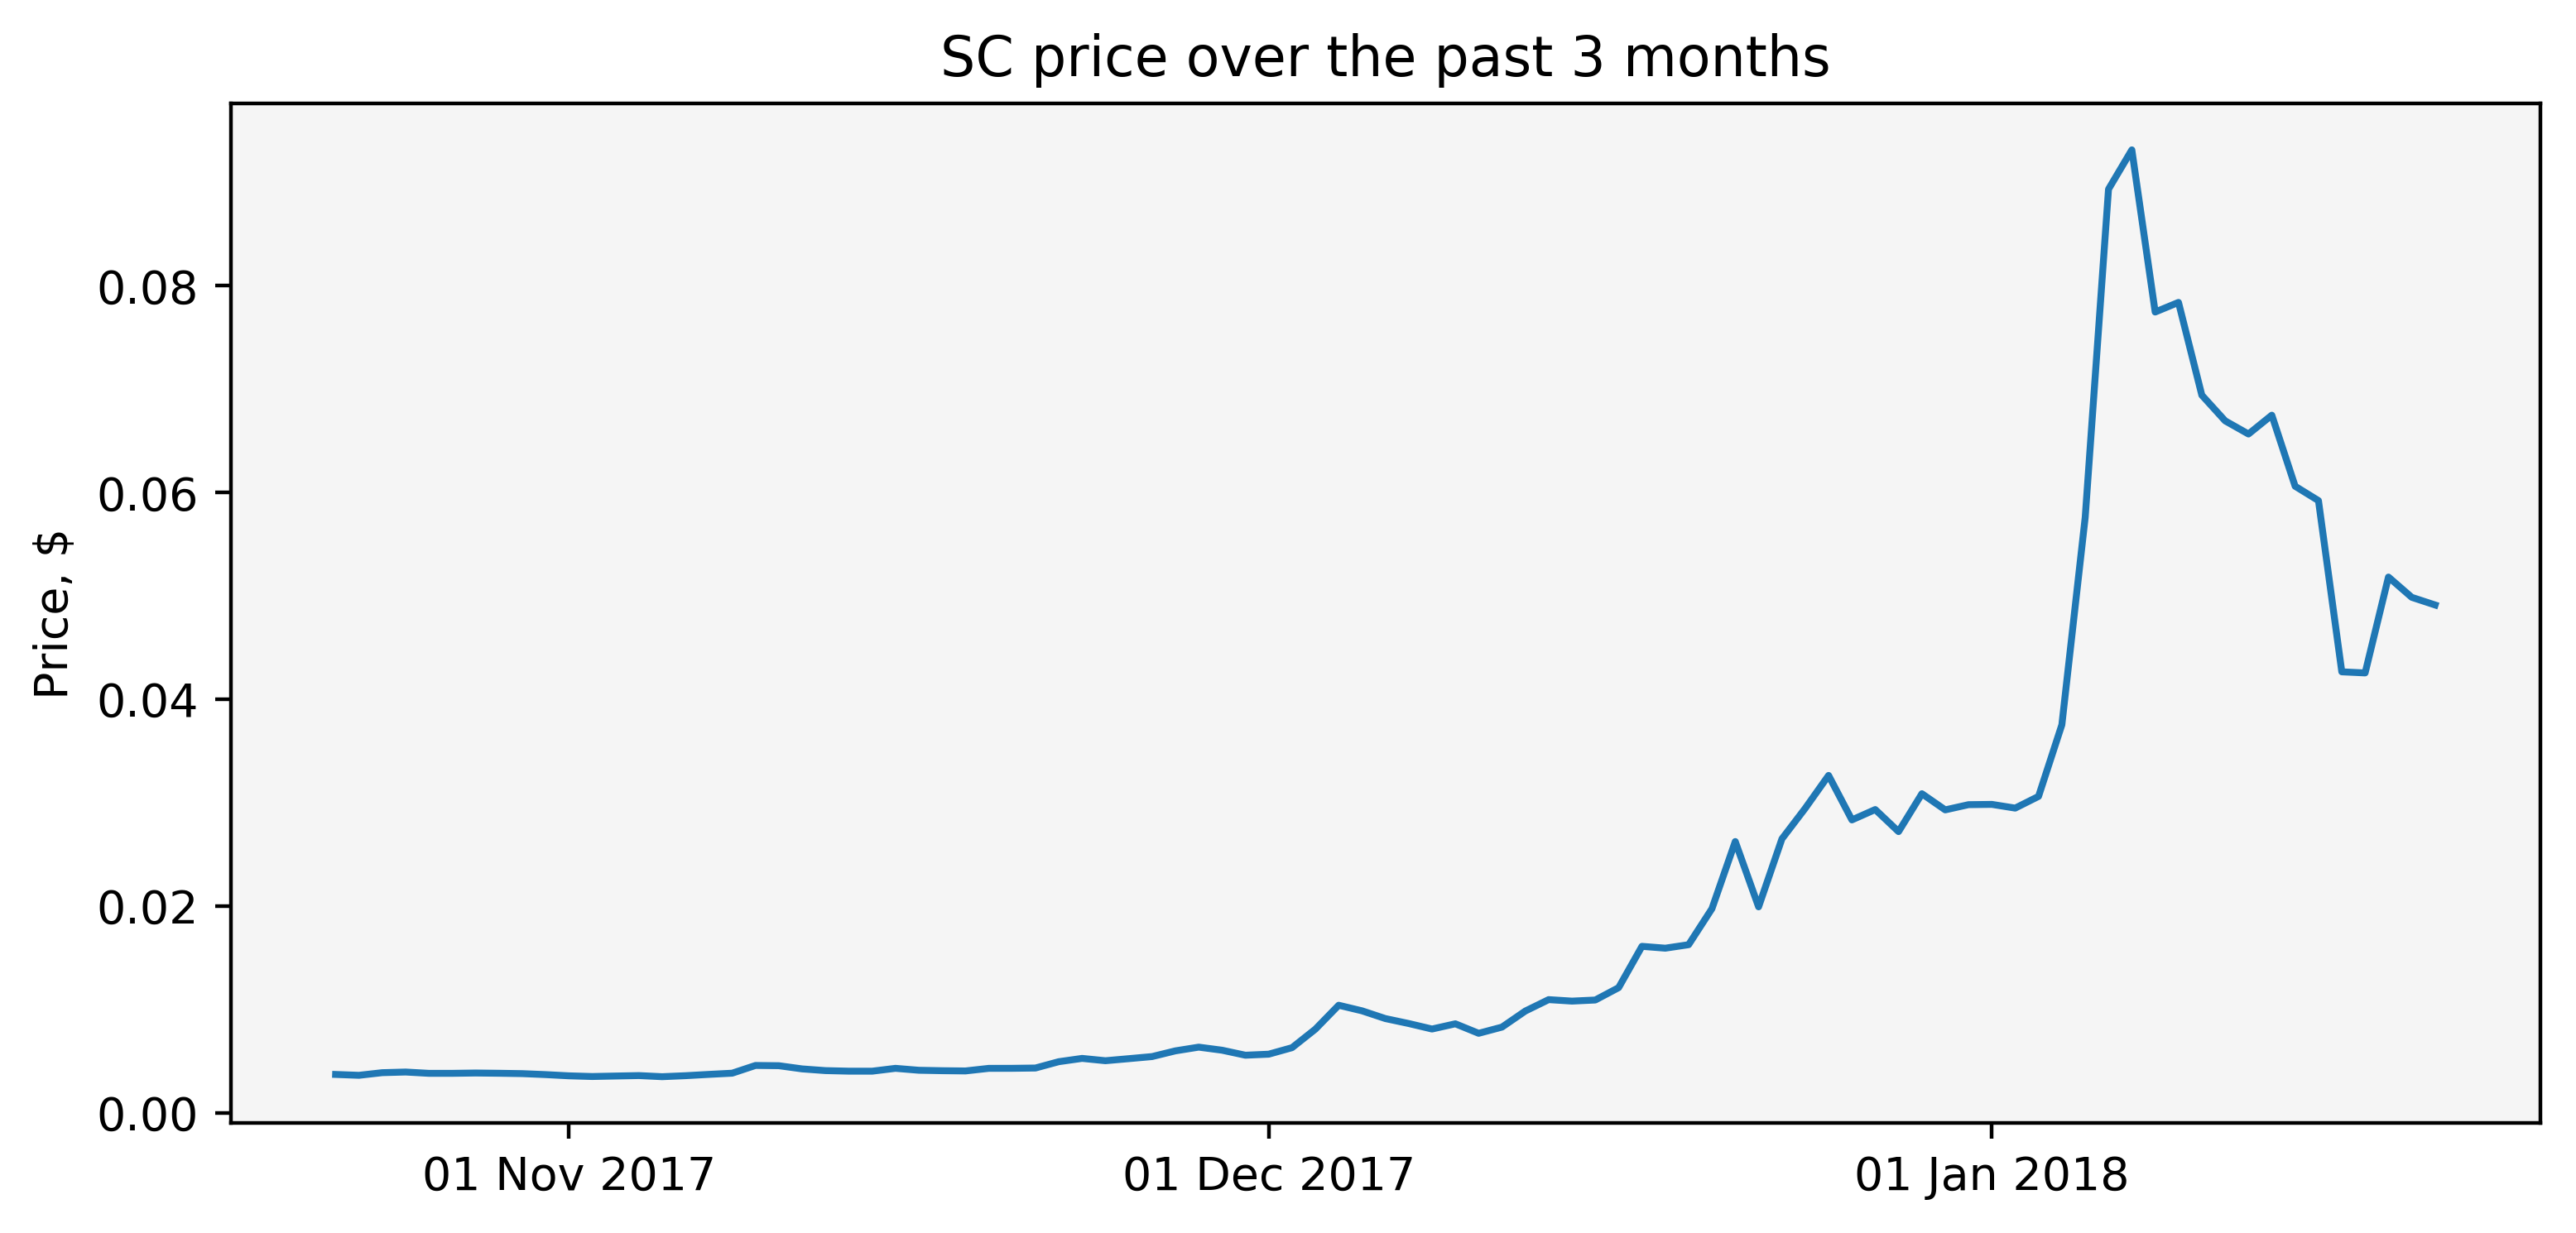 SC price over the past 3 months
Price, $
0.08
0.06
0.04
0.02
0.00
01 Nov 2017
01 Dec 2017
01 Jan 2018